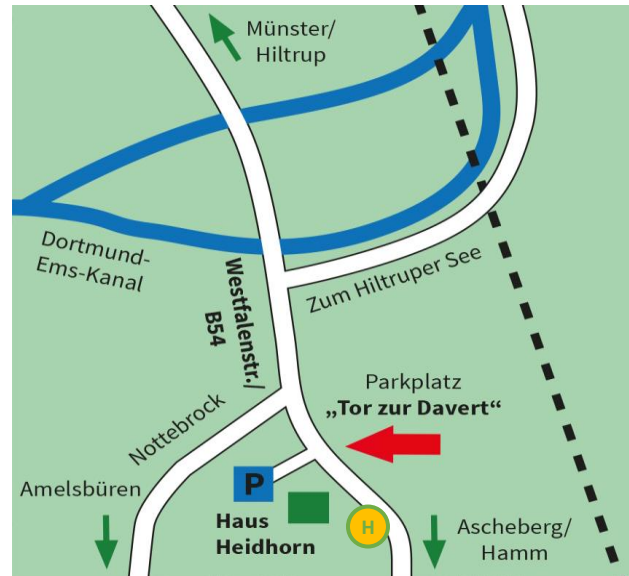 Münster/
Hiltrup
Dortmund-
Ems-Kanal
Westfalenstr./
B54
Zum Hiltruper See
Nottebrock
Parkplatz
„Tor zur Davert“
Amelsbüren
P
Haus
Heidhorn
H
Ascheberg/
Hamm